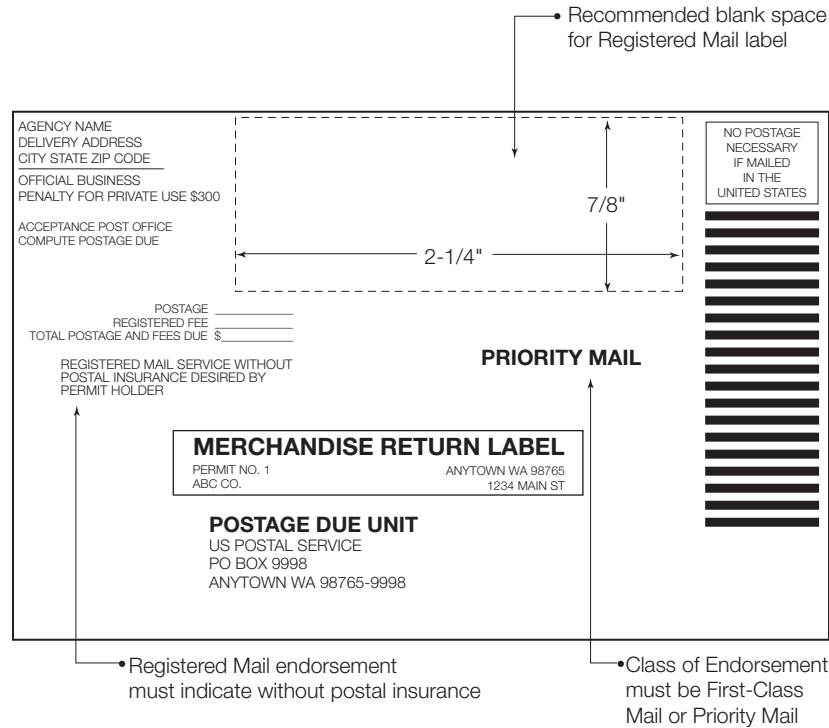 Recommended blank space
for Registered Mail label
AGENCY NAME
DELIVERY ADDRESS
CITY STATE ZIP CODE
OFFICIAL BUSINESS
PENALTY FOR PRIVATE USE $300
ACCEPTANCE POST OFFICE
COMPUTE POSTAGE DUE
7/8"
2-1/4"
NO POSTAGE
NECESSARY
IF MAILED
IN THE
UNITED STATES
POSTAGE ___________
REGISTERED FEE ___________
TOTAL POSTAGE AND FEES DUE $__________
REGISTERED MAIL SERVICE WITHOUT
POSTAL INSURANCE DESIRED BY
PERMIT HOLDER
PRIORITY MAIL
MERCHANDISE RETURN LABEL
PERMIT NO. 1 ANYTOWN WA 98765
ABC CO. 1234 MAIN ST
POSTAGE DUE UNIT
US POSTAL SERVICE
PO BOX 9998
ANYTOWN WA 98765-9998
Registered Mail endorsement
must indicate without postal insurance
Class of Endorsement
must be First-Class
Mail or Priority Mail